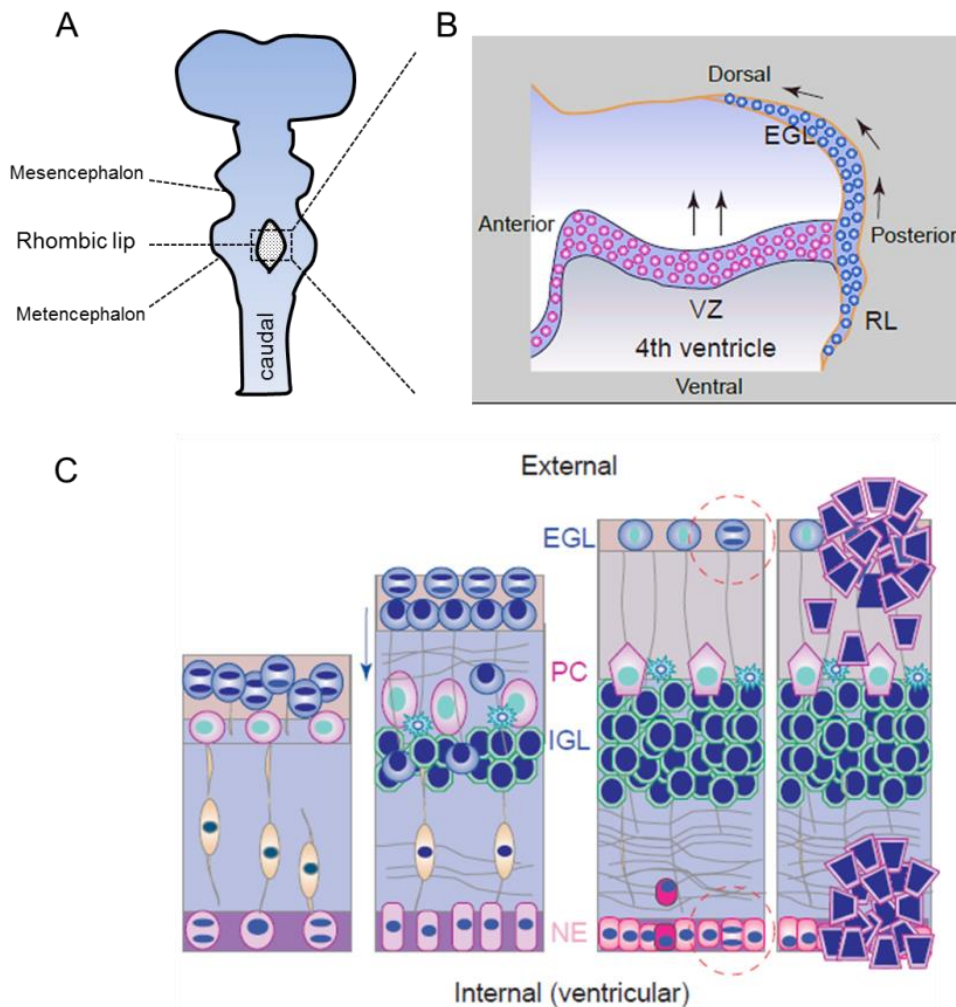 A
Mesencephalon
Rhombic lip
Metencephalon
caudal
B
Dorsal
EGL
Anterior
Posterior
VZ
RL
4th ventricle
Ventral
C
External
EGL
PC
IGL
NE
Internal (ventricular)